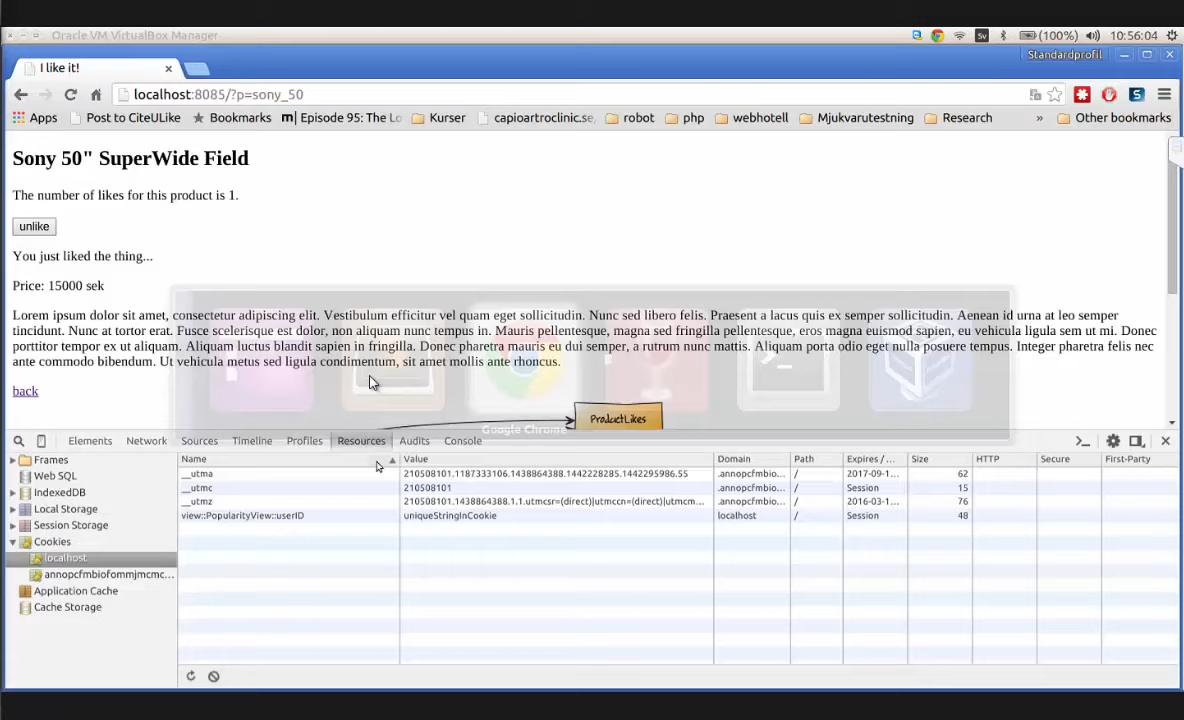 Oracle VM VirtualBox Manager
Sv (100%) 10:56:04
I like it!
Standardprofil
localhost:8085/?p=sony_50
Apps Post to CiteULike Bookmarks m| Episode 95: The Lo Kurser capioartroclinic.se, robot php webhotell Mjukvarutestning Research » Other bookmarks
Sony 50" SuperWide Field
The number of likes for this product is 1.
unlike
You just liked the thing...
Price: 15000 sek
Lorem ipsum dolor sit amet, consectetur adipiscing elit. Vestibulum efficitur vel quam eget sollicitudin. Nunc sed libero felis. Praesent a lacus quis ex semper sollicitudin. Aenean id urna at leo semper
tincidunt. Nunc at tortor erat. Fusce scelerisque est dolor, non aliquam nunc tempus in. Mauris pellentesque, magna sed fringilla pellentesque, eros magna euismod sapien, eu vehicula ligula sem ut mi. Donec
porttitor tempor ex ut aliquam. Aliquam luctus blandit sapien in fringilla. Donec pharetra mauris eu dui semper, a rutrum nunc mattis. Aliquam porta odio eget nulla posuere tempus. Integer pharetra felis nec
ante commodo bibendum. Ut vehicula metus sed ligula condimentum, sit amet mollis ante rhoncus.
back
ProductLikes
Google Chrome
Elements Network Sources Timeline Profiles Resources Audits Console
Frames
Web SQL
IndexedDB
Local Storage
Session Storage
Cookies
localhost
annopcfmbiofommjmcmc...
Application Cache
Cache Storage
Name Value Domain Path Expires / ... Size HTTP Secure First-Party
__utma 210508101.1187333106.1438864388.1442228285.1442295986.55 .annopcfmbio... / 2017-09-1... 62
__utmc 210508101 .annopcfmbio... / Session 15
__utmz 210508101.1438864388.1.1.utmcsr=(direct)|utmccn=(direct)|utmcm... .annopcfmbio... / 2016-03-1... 76
view::PopularityView::userID uniqueStringInCookie localhost / Session 48